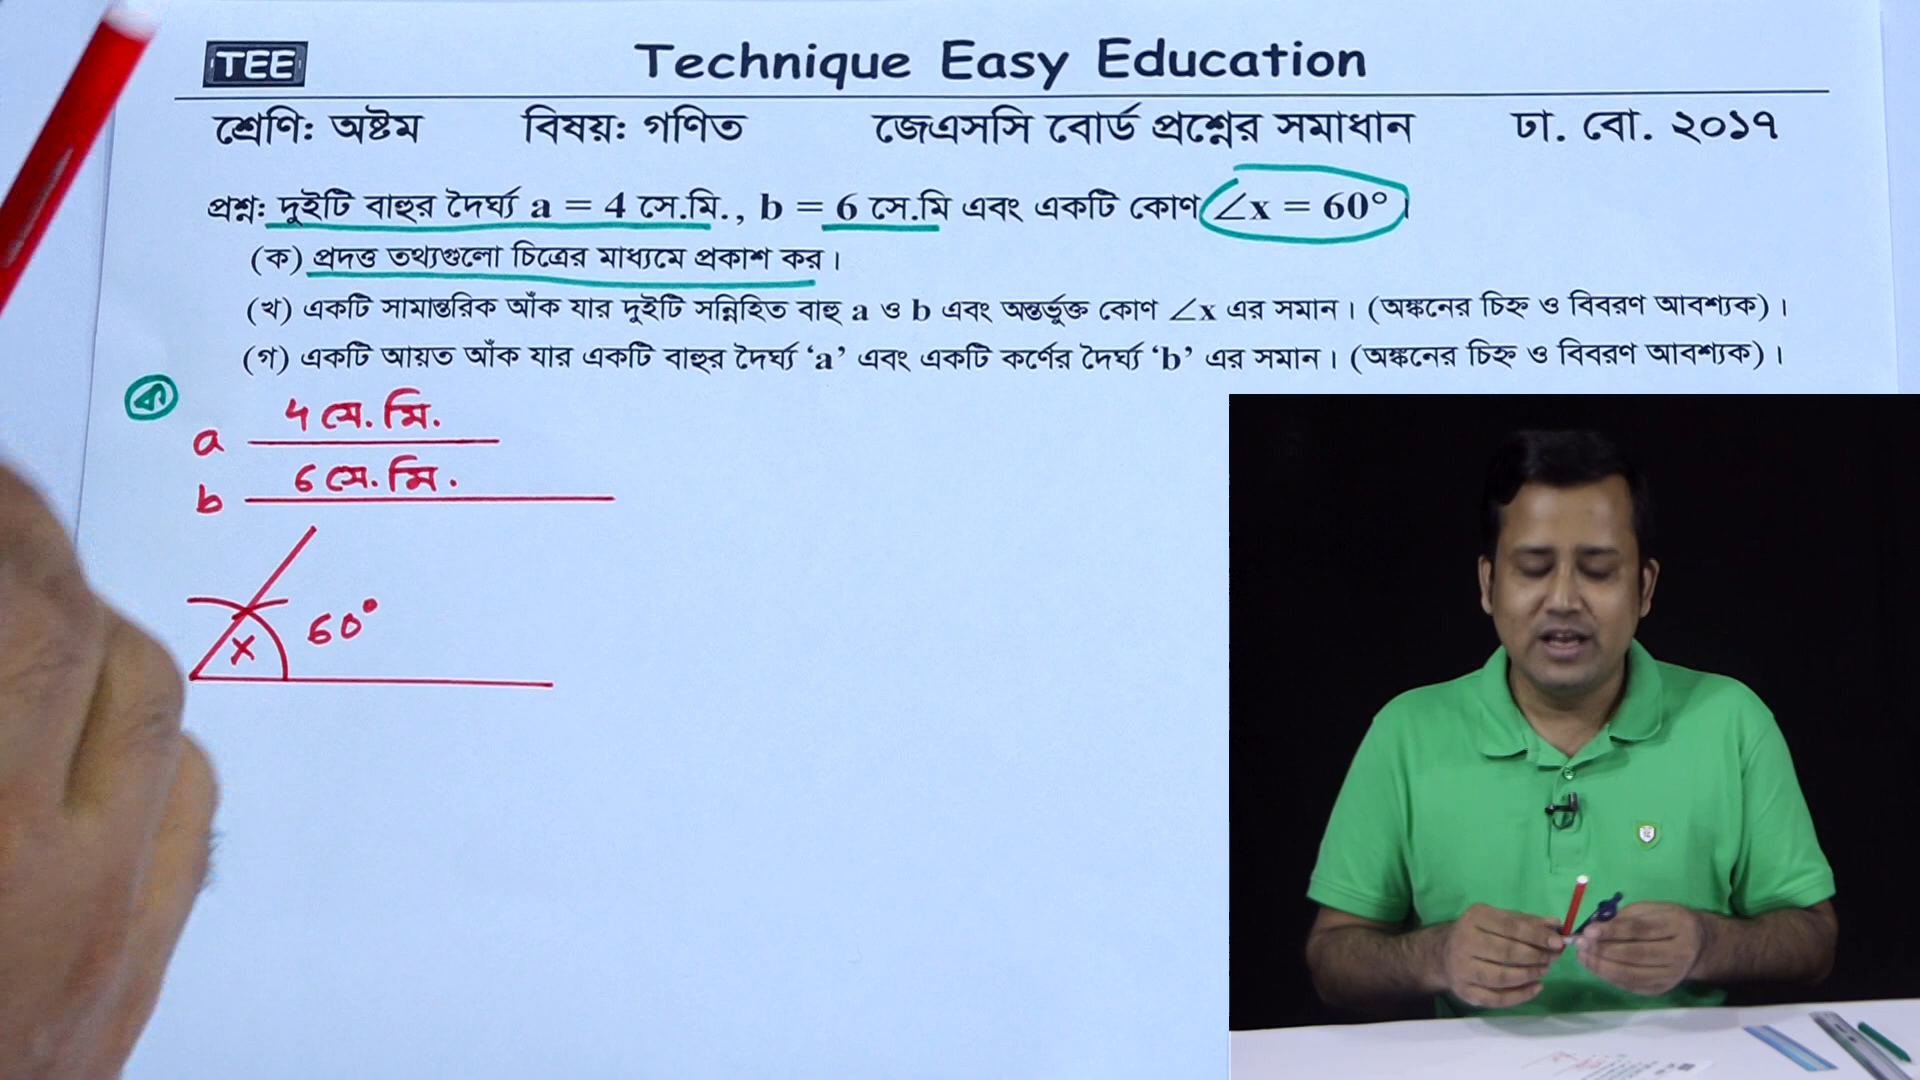 TEE Technique Easy Education
শ্রেণি: অষ্টম বিষয়: গণিত জেএসসি বোর্ড প্রশ্নের সমাধান ঢা. বো. ২০১৭
প্রশ্ন: দুইটি বাহুর দৈর্ঘ্য a = 4 সে.মি., b = 6 সে.মি এবং একটি কোণ ∠x = 60°।
(ক) প্রদত্ত তথ্যগুলো চিত্রের মাধ্যমে প্রকাশ কর।
(খ) একটি সামান্তরিক আঁক যার দুইটি সন্নিহিত বাহু a ও b এবং অন্তর্ভুক্ত কোণ ∠x এর সমান। (অঙ্কনের চিহ্ন ও বিবরণ আবশ্যক)।
(গ) একটি আয়ত আঁক যার একটি বাহুর দৈর্ঘ্য ‘a’ এবং একটি কর্ণের দৈর্ঘ্য ‘b’ এর সমান। (অঙ্কনের চিহ্ন ও বিবরণ আবশ্যক)।
ক
4 সে. মি.
a
6 সে. মি.
b
x 60°